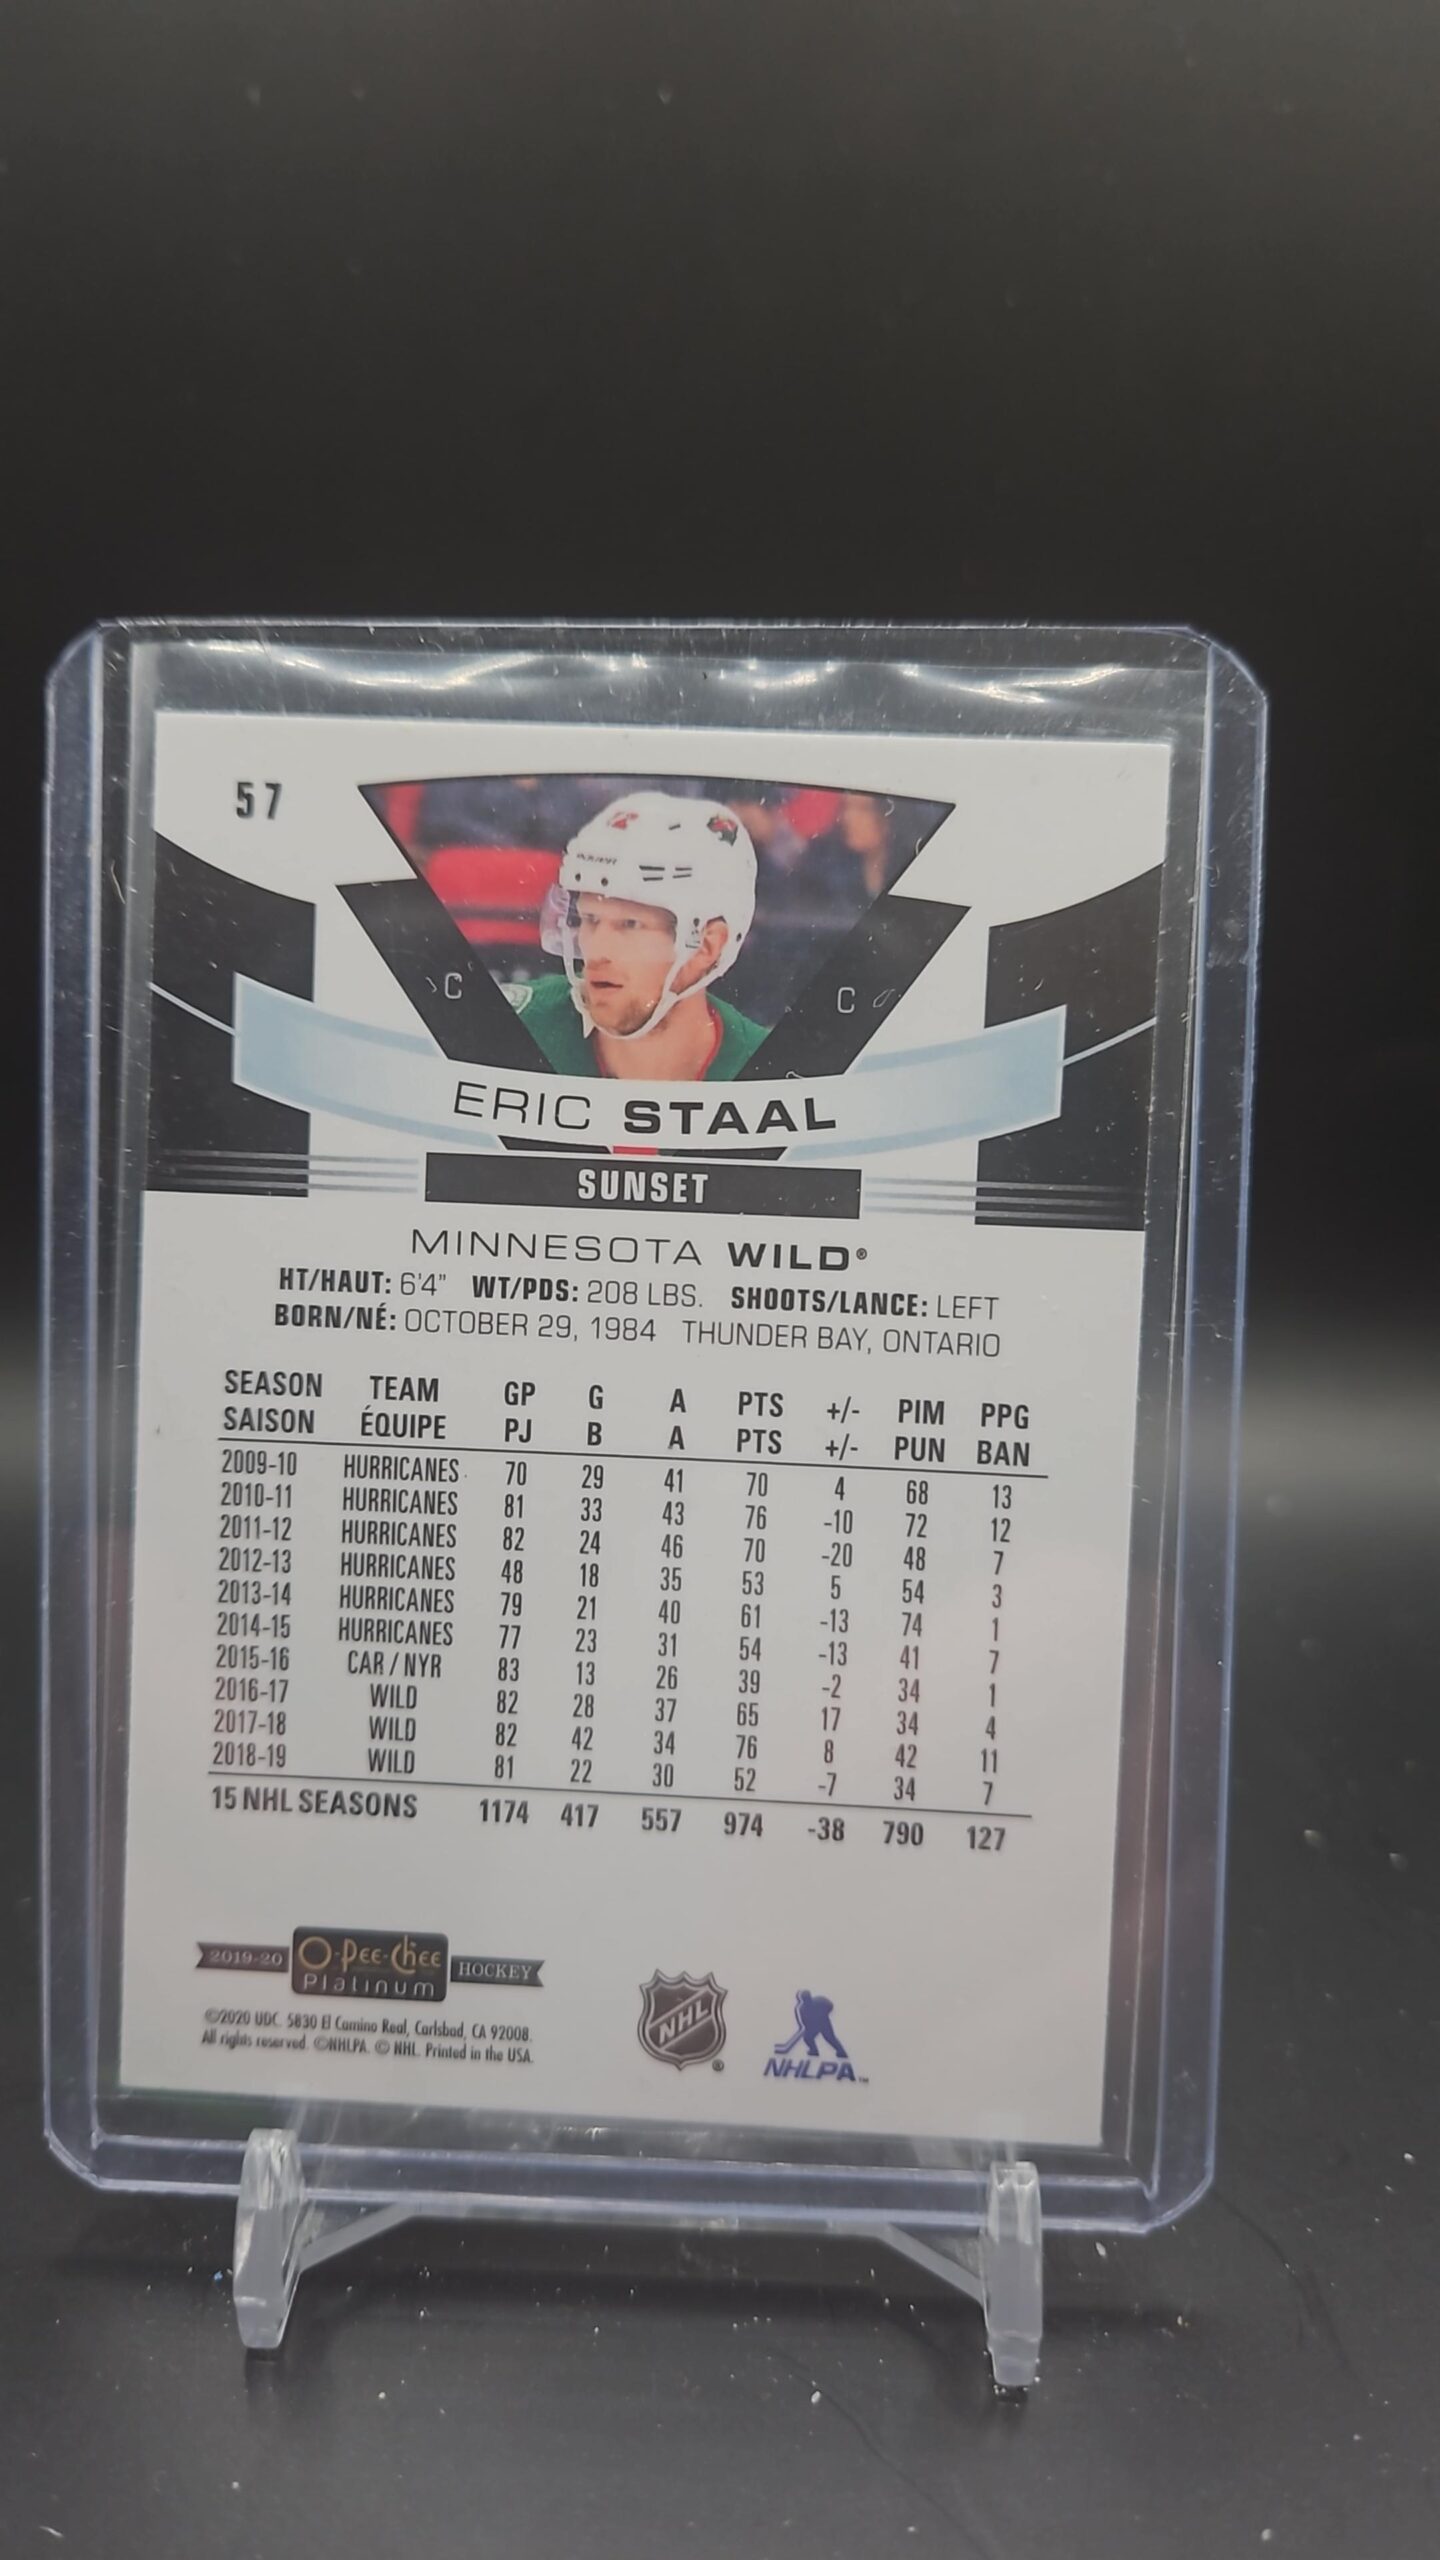 57
C C
ERIC STAAL
SUNSET
MINNESOTA WILD®
HT/HAUT: 6'4" WT/PDS: 208 LBS. SHOOTS/LANCE: LEFT
BORN/NÉ: OCTOBER 29, 1984 THUNDER BAY, ONTARIO
SEASON TEAM GP G A PTS +/- PIM PPG
SAISON ÉQUIPE PJ B A PTS +/- PUN BAN
2009-10 HURRICANES 70 29 41 70 4 68 13
2010-11 HURRICANES 81 33 43 76 -10 72 12
2011-12 HURRICANES 82 24 46 70 -20 48 7
2012-13 HURRICANES 48 18 35 53 5 54 3
2013-14 HURRICANES 79 21 40 61 -13 74 1
2014-15 HURRICANES 77 23 31 54 -13 41 7
2015-16 CAR / NYR 83 13 26 39 -2 34 1
2016-17 WILD 82 28 37 65 17 34 4
2017-18 WILD 82 42 34 76 8 42 11
2018-19 WILD 81 22 30 52 -7 34 7
15 NHL SEASONS 1174 417 557 974 -38 790 127
2019-20 O-Pee-Chee Platinum HOCKEY
©2020 UDC. 5830 El Camino Real, Carlsbad, CA 92008.
All rights reserved. ©NHLPA. © NHL. Printed in the USA.
NHL®
NHLPA™